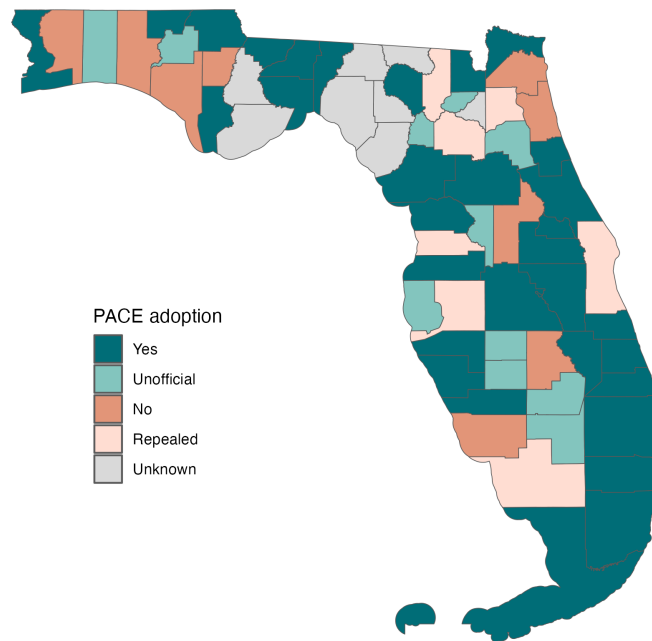 PACE adoption
Yes
Unofficial
No
Repealed
Unknown